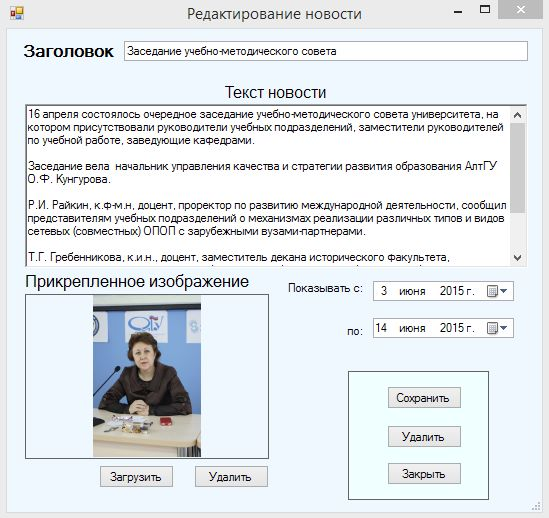 Редактирование новости
Заголовок
Заседание учебно-методического совета
Текст новости
16 апреля состоялось очередное заседание учебно-методического совета университета, на
котором присутствовали руководители учебных подразделений, заместители руководителей
по учебной работе, заведующие кафедрами.
Заседание вела начальник управления качества и стратегии развития образования АлтГУ
О.Ф. Кунгурова.
Р.И. Райкин, к.ф-м.н, доцент, проректор по развитию международной деятельности, сообщил
представителям учебных подразделений о механизмах реализации различных типов и видов
сетевых (совместных) ОПОП с зарубежными вузами-партнерами.
Т.Г. Гребенникова, к.и.н., доцент, заместитель декана исторического факультета,
Прикрепленное изображение
Показывать с:
3 июня 2015 г.
по:
14 июня 2015 г.
Сохранить
Удалить
Закрыть
Загрузить
Удалить